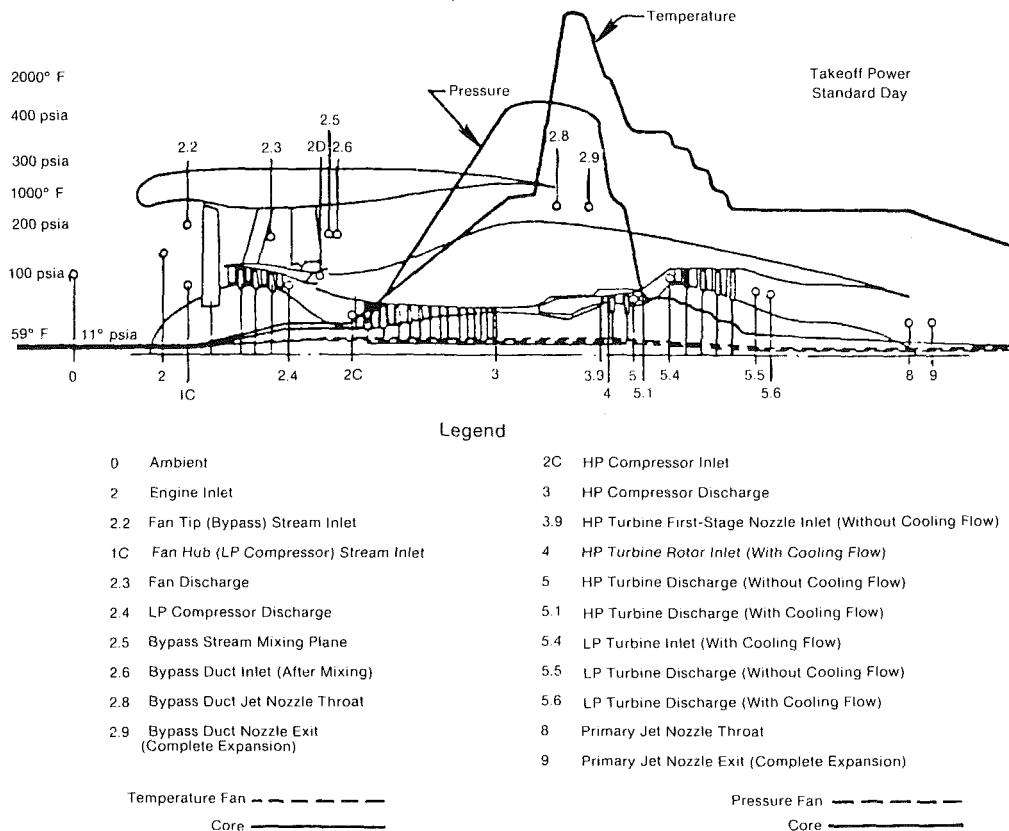 Temperature
2000° F
Takeoff Power
Standard Day
Pressure
400 psia
2.5
2.2
2.3
2D
2.6
2.8
2.9
300 psia
1000° F
200 psia
100 psia
59° F
11° psia
0
2
1C
2.4
2C
3
3.9
4
5
5.1
5.4
5.5
5.6
8
9
Legend
0 Ambient
2 Engine Inlet
2.2 Fan Tip (Bypass) Stream Inlet
1C Fan Hub (LP Compressor) Stream Inlet
2.3 Fan Discharge
2.4 LP Compressor Discharge
2.5 Bypass Stream Mixing Plane
2.6 Bypass Duct Inlet (After Mixing)
2.8 Bypass Duct Jet Nozzle Throat
2.9 Bypass Duct Nozzle Exit
(Complete Expansion)
2C HP Compressor Inlet
3 HP Compressor Discharge
3.9 HP Turbine First-Stage Nozzle Inlet (Without Cooling Flow)
4 HP Turbine Rotor Inlet (With Cooling Flow)
5 HP Turbine Discharge (Without Cooling Flow)
5.1 HP Turbine Discharge (With Cooling Flow)
5.4 LP Turbine Inlet (With Cooling Flow)
5.5 LP Turbine Discharge (Without Cooling Flow)
5.6 LP Turbine Discharge (With Cooling Flow)
8 Primary Jet Nozzle Throat
9 Primary Jet Nozzle Exit (Complete Expansion)
Temperature Fan
Core
Pressure Fan
Core